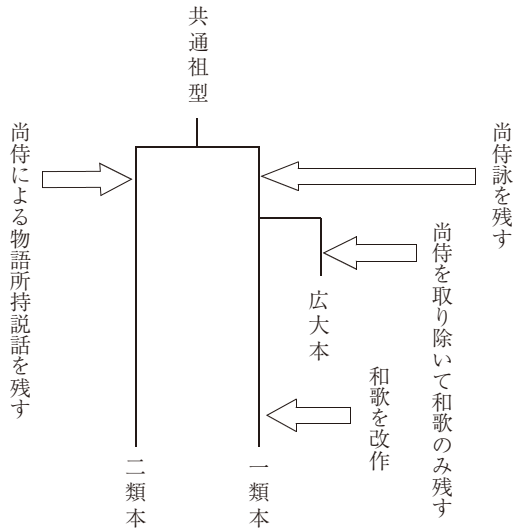 共通祖型
尚侍詠を残す
尚侍による物語所持説話を残す
尚侍を取り除いて和歌のみ残す
広大本
和歌を改作
一類本
二類本